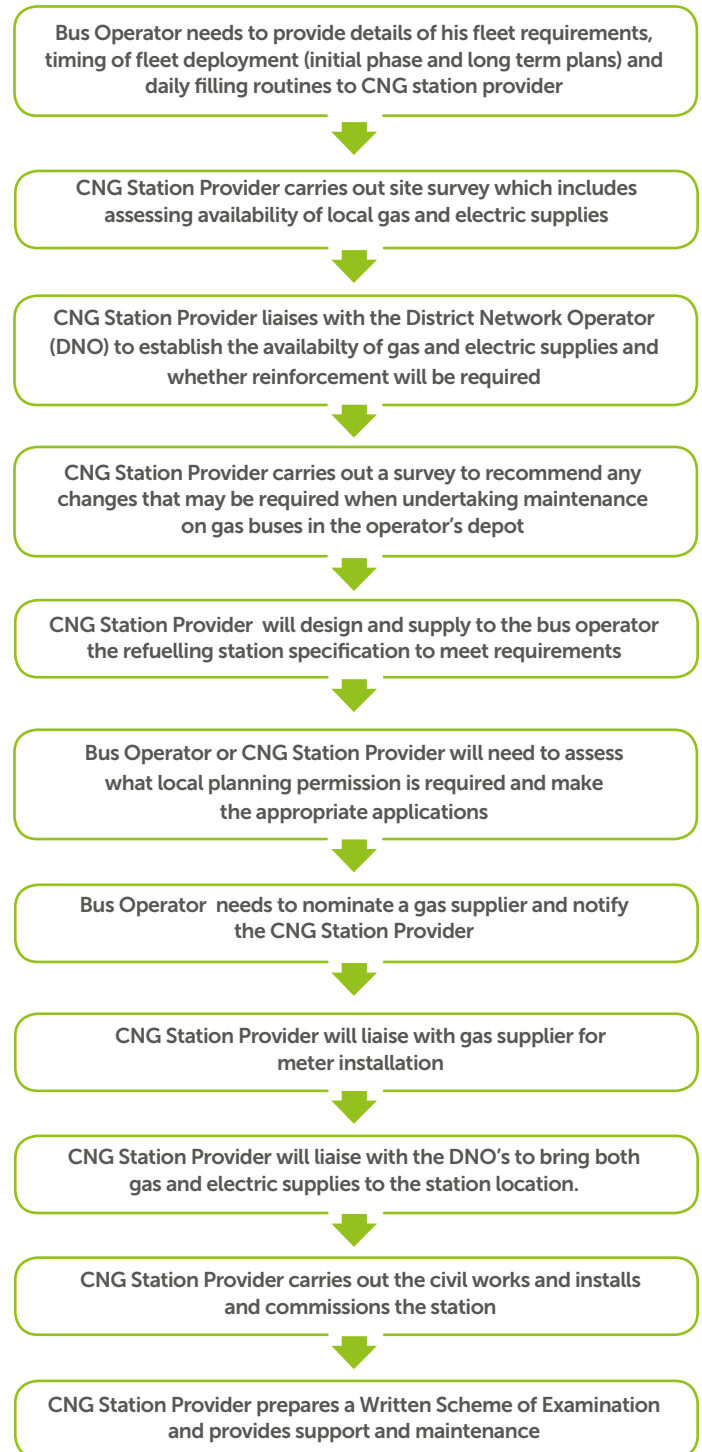 Bus Operator needs to provide details of his fleet requirements,
timing of fleet deployment (initial phase and long term plans) and
daily filling routines to CNG station provider
CNG Station Provider carries out site survey which includes
assessing availability of local gas and electric supplies
CNG Station Provider liaises with the District Network Operator
(DNO) to establish the availabilty of gas and electric supplies and
whether reinforcement will be required
CNG Station Provider carries out a survey to recommend any
changes that may be required when undertaking maintenance
on gas buses in the operator's depot
CNG Station Provider will design and supply to the bus operator
the refuelling station specification to meet requirements
Bus Operator or CNG Station Provider will need to assess
what local planning permission is required and make
the appropriate applications
Bus Operator needs to nominate a gas supplier and notify
the CNG Station Provider
CNG Station Provider will liaise with gas supplier for
meter installation
CNG Station Provider will liaise with the DNO's to bring both
gas and electric supplies to the station location.
CNG Station Provider carries out the civil works and installs
and commissions the station
CNG Station Provider prepares a Written Scheme of Examination
and provides support and maintenance